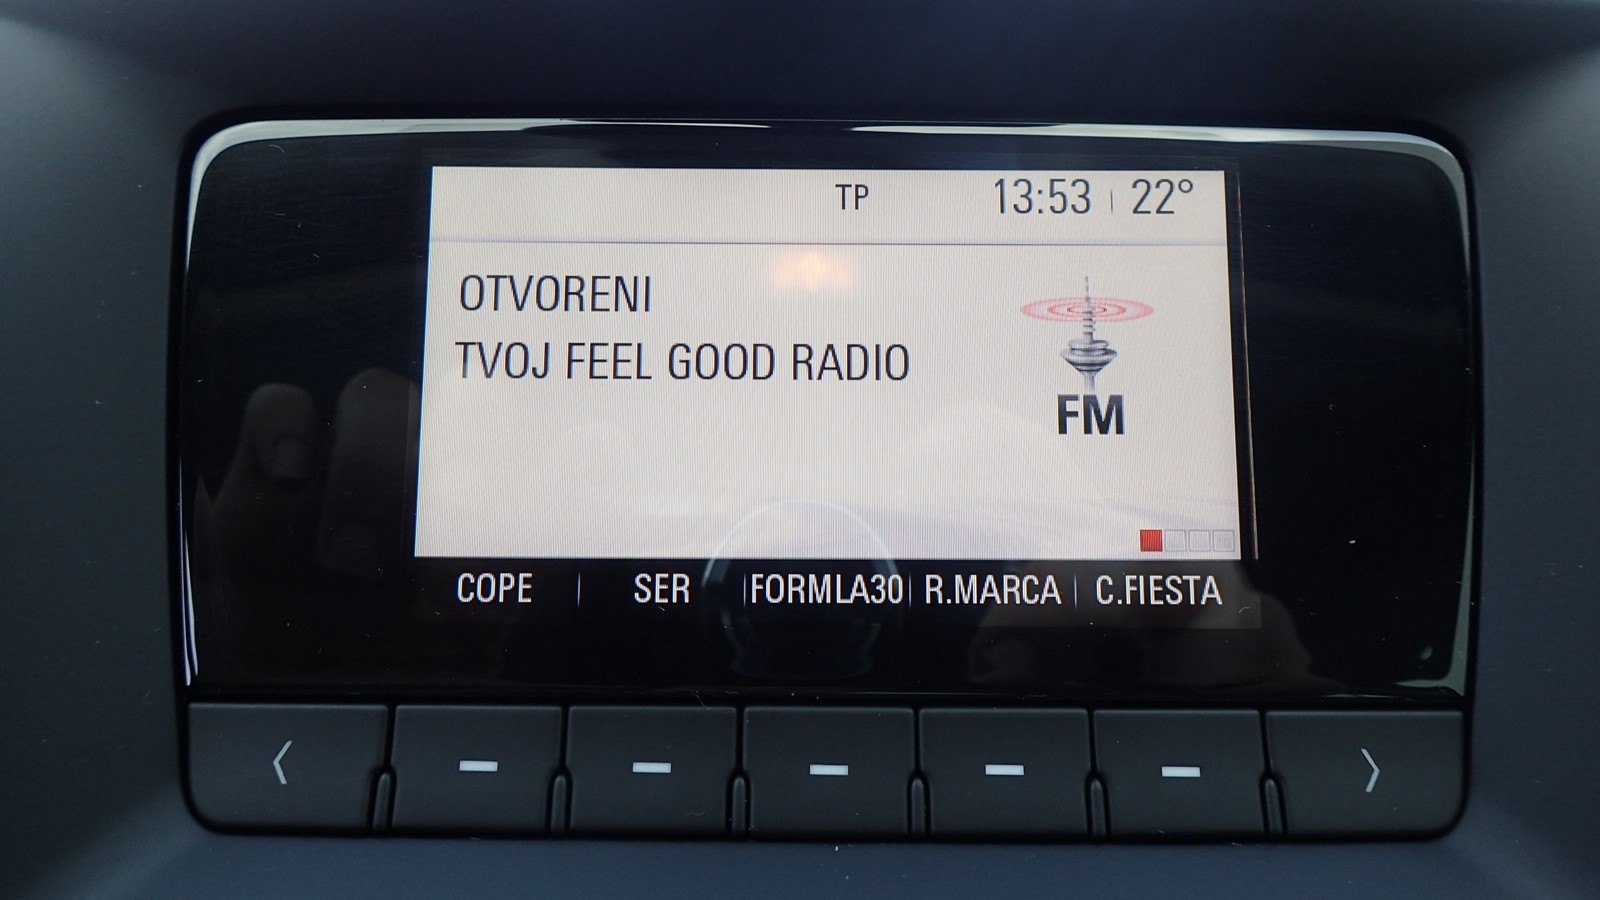 TP 13:53 22°
OTVORENI
TVOJ FEEL GOOD RADIO
FM
COPE SER FORMLA30 R.MARCA C.FIESTA